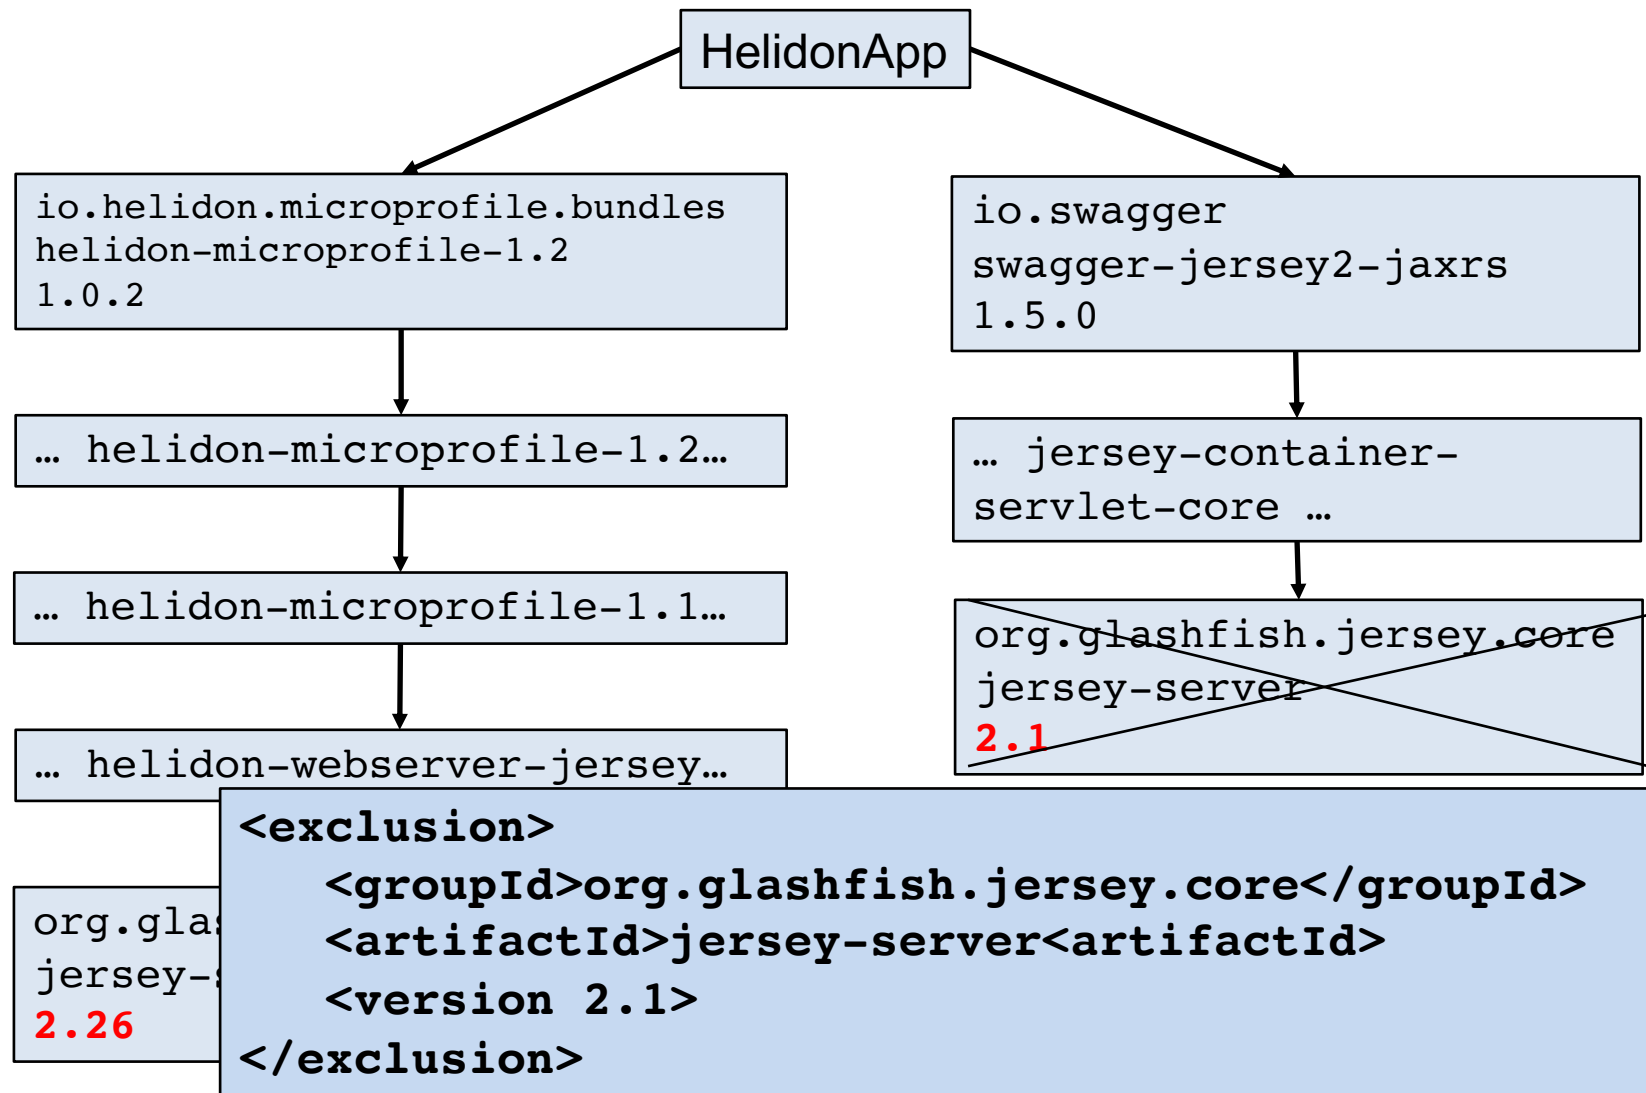 HelidonApp
io.helidon.microprofile.bundles
helidon-microprofile-1.2
1.0.2
… helidon-microprofile-1.2…
… helidon-microprofile-1.1…
… helidon-webserver-jersey…
io.swagger
swagger-jersey2-jaxrs
1.5.0
… jersey-container-
servlet-core …
org.glashfish.jersey.core
jersey-server
2.1
org.glas
jersey-s
2.26
<exclusion>
<groupId>org.glashfish.jersey.core</groupId>
<artifactId>jersey-server<artifactId>
<version 2.1>
</exclusion>